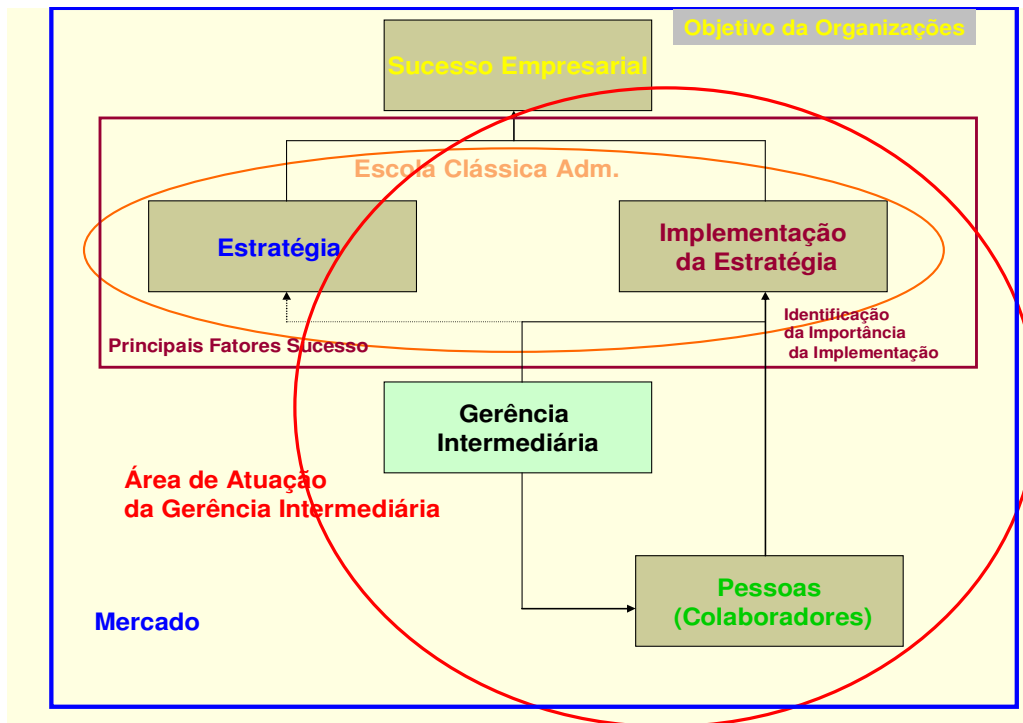 Objetivo da Organizações
Sucesso Empresarial
Escola Clássica Adm.
Estratégia
Implementação
da Estratégia
Identificação
da Importância
da Implementação
Principais Fatores Sucesso
Gerência
Intermediária
Área de Atuação
da Gerência Intermediária
Pessoas
(Colaboradores)
Mercado